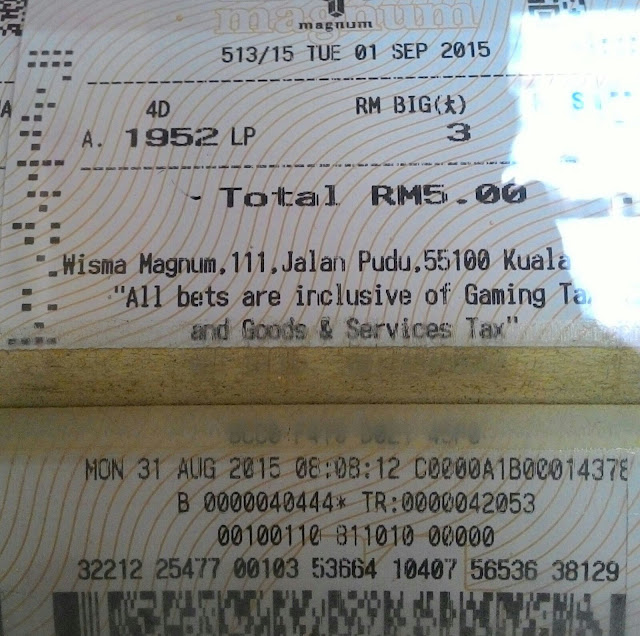 magnum
513/15 TUE 01 SEP 2015
4D RM BIG(大)
A. 1952 LP 3
Total RM5.00
Wisma Magnum,111,Jalan Pudu,55100 Kuala
"All bets are inclusive of Gaming
and Goods & Services Tax"
MON 31 AUG 2015 08:08:12 C0000A1B00014378
B 0000040444* TR:0000042053
00100110 811010 00000
32212 25477 00103 53664 10407 56536 38129